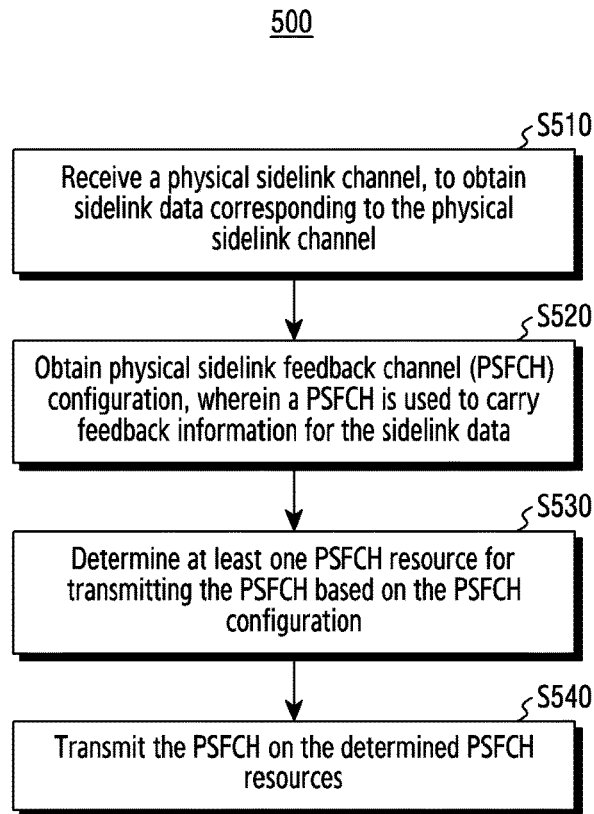 500
S510
Receive a physical sidelink channel, to obtain
sidelink data corresponding to the physical
sidelink channel
S520
Obtain physical sidelink feedback channel (PSFCH)
configuration, wherein a PSFCH is used to carry
feedback information for the sidelink data
S530
Determine at least one PSFCH resource for
transmitting the PSFCH based on the PSFCH
configuration
S540
Transmit the PSFCH on the determined PSFCH
resources